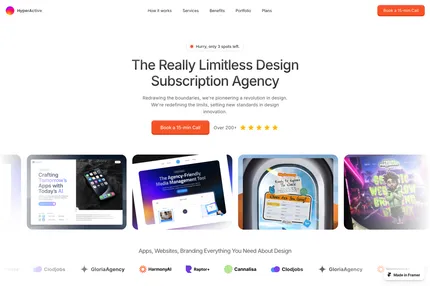 HyperActive
How it works
Services
Benefits
Portfolio
Plans
Book a 15-min Call
Hurry, only 3 spots left.
The Really Limitless Design
Subscription Agency
Redrawing the boundaries, we're pioneering a revolution in design.
We're redefining the limits, setting new standards in design
innovation.
Book a 15-min Call
Over 200+
Crafting
Tomorrow's
Apps with
Today's AI
The Agency-Friendly
Media Management Tool
Apps, Websites, Branding Everything You Need About Design
Clodjobs
GloriaAgency
HarmonyAI
Raptor+
Cannalisa
Clodjobs
GloriaAgency
Made in Framer